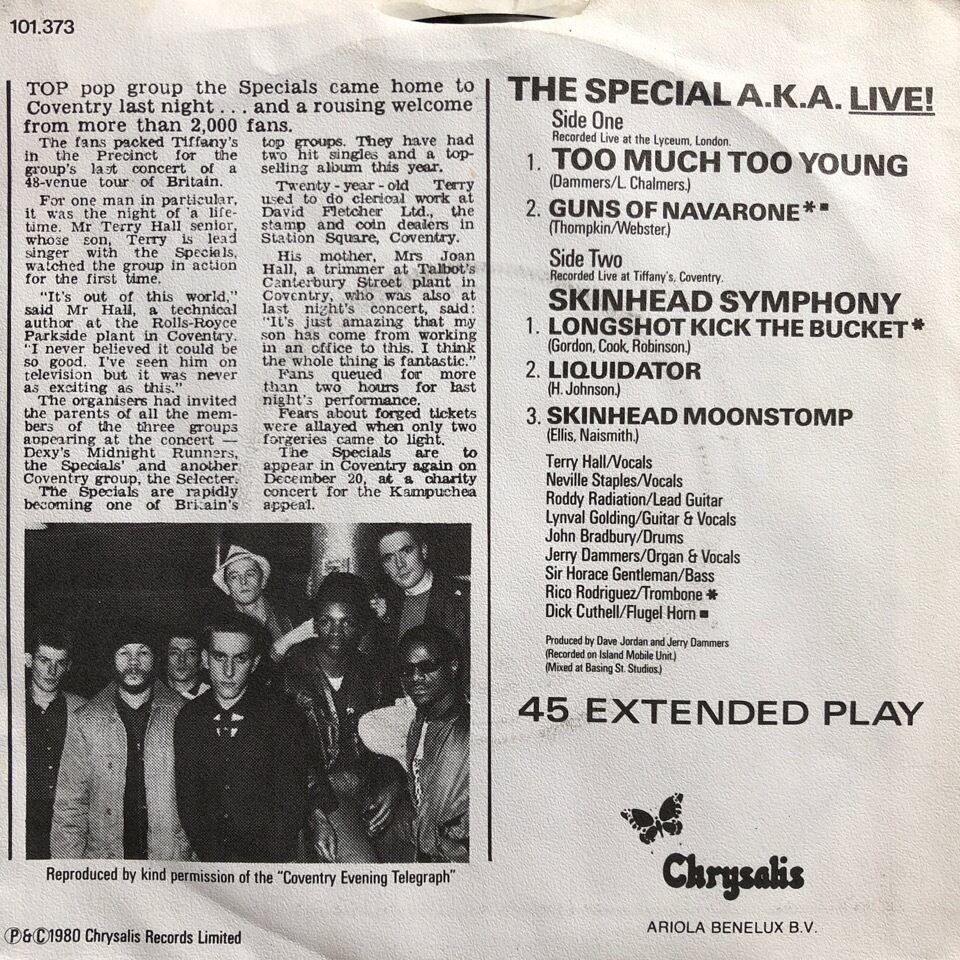 101.373
TOP pop group the Specials came home to
Coventry last night . . . and a rousing welcome
from more than 2,000 fans.
The fans packed Tiffany's
in the Precinct for the
group's last concert of a
48-venue tour of Britain.
For one man in particular,
it was the night of a life-
time. Mr Terry Hall senior,
whose son, Terry is lead
singer with the Specials,
watched the group in action
for the first time.
"It's out of this world,"
said Mr Hall, a technical
author at the Rolls-Royce
Parkside plant in Coventry.
"I never believed it could be
so good. I've seen him on
television but it was never
as exciting as this."
The organisers had invited
the parents of all the mem-
bers of the three groups
appearing at the concert —
Dexy's Midnight Runners,
the Specials' and another
Coventry group, the Selecter.
The Specials are rapidly
becoming one of Britain's
top groups. They have had
two hit singles and a top-
selling album this year.
Twenty-year-old Terry
used to do clerical work at
David Fletcher Ltd., the
stamp and coin dealers in
Station Square, Coventry.
His mother, Mrs Joan
Hall, a trimmer at Talbot's
Canterbury Street plant in
Coventry, who was also at
last night's concert, said:
"It's just amazing that my
son has come from working
in an office to this. I think
the whole thing is fantastic."
Fans queued for more
than two hours for last
night's performance.
Fears about forged tickets
were allayed when only two
forgeries came to light.
The Specials are to
appear in Coventry again on
December 20, at a charity
concert for the Kampuchea
appeal.
Reproduced by kind permission of the "Coventry Evening Telegraph"
Ⓟ&Ⓒ1980 Chrysalis Records Limited
THE SPECIAL A.K.A. LIVE!
Side One
Recorded Live at the Lyceum, London.
1. TOO MUCH TOO YOUNG
(Dammers/L. Chalmers.)
2. GUNS OF NAVARONE*▪
(Thompkin/Webster.)
Side Two
Recorded Live at Tiffany's, Coventry.
SKINHEAD SYMPHONY
1. LONGSHOT KICK THE BUCKET*
(Gordon, Cook, Robinson.)
2. LIQUIDATOR
(H. Johnson.)
3. SKINHEAD MOONSTOMP
(Ellis, Naismith.)
Terry Hall/Vocals
Neville Staples/Vocals
Roddy Radiation/Lead Guitar
Lynval Golding/Guitar & Vocals
John Bradbury/Drums
Jerry Dammers/Organ & Vocals
Sir Horace Gentleman/Bass
Rico Rodriguez/Trombone *
Dick Cuthell/Flugel Horn ▪
Produced by Dave Jordan and Jerry Dammers
(Recorded on Island Mobile Unit.)
(Mixed at Basing St. Studios.)
45 EXTENDED PLAY
Chrysalis
ARIOLA BENELUX B.V.